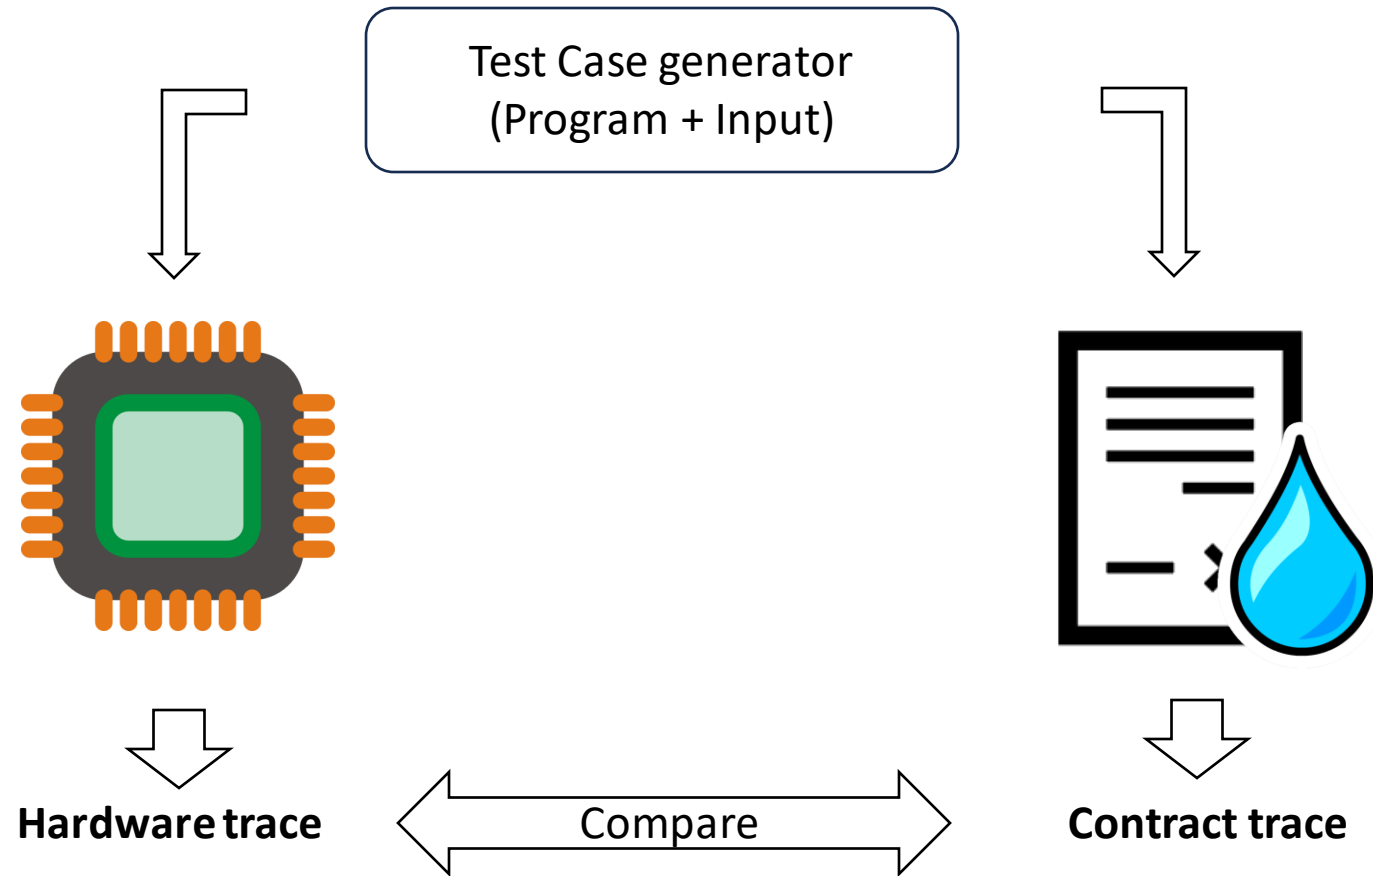 Test Case generator
(Program + Input)
Hardware trace
Compare
Contract trace